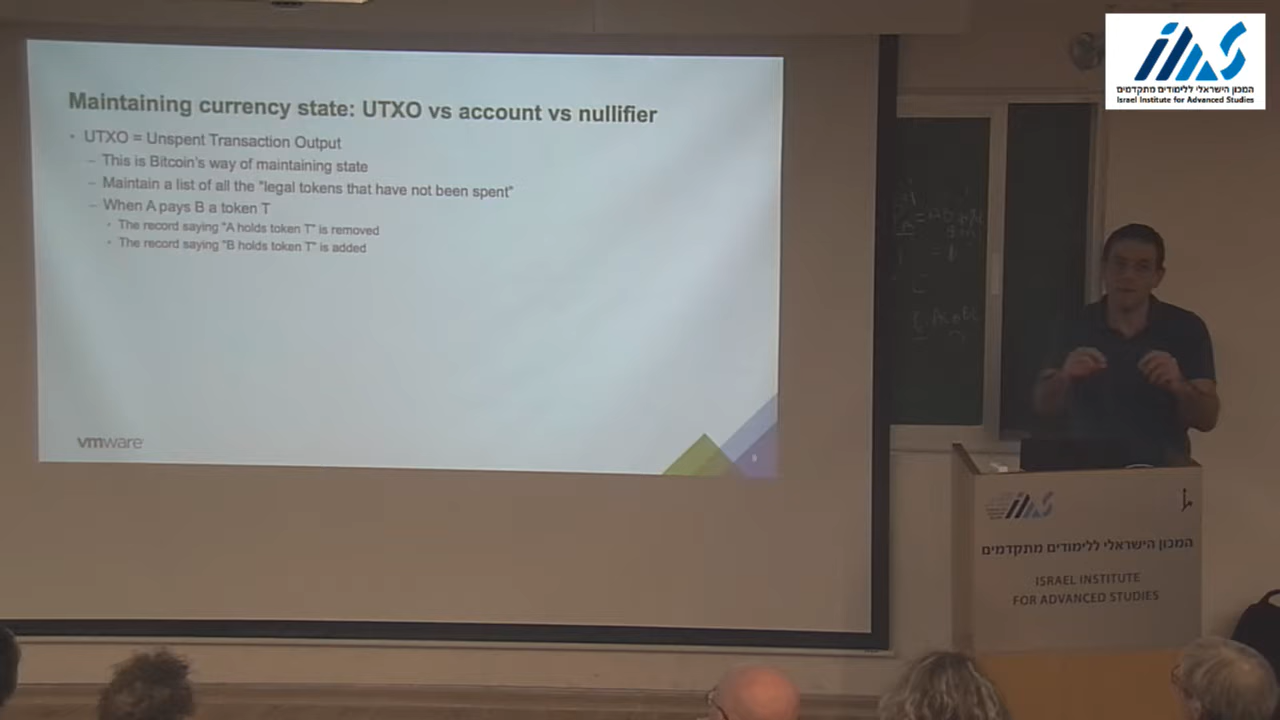 Maintaining currency state: UTXO vs account vs nullifier
• UTXO = Unspent Transaction Output
– This is Bitcoin's way of maintaining state
– Maintain a list of all the "legal tokens that have not been spent"
– When A pays B a token T
• The record saying "A holds token T" is removed
• The record saying "B holds token T" is added
vmware
המכון הישראלי ללימודים מתקדמים
Israel Institute for Advanced Studies
המכון הישראלי ללימודים מתקדמים
ISRAEL INSTITUTE
FOR ADVANCED STUDIES